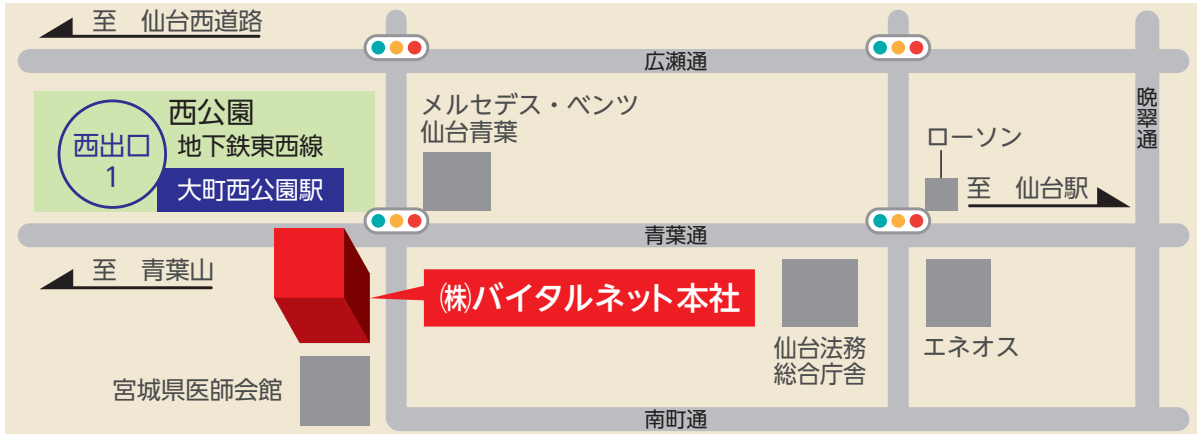 至　仙台西道路
広瀬通
西公園
地下鉄東西線
大町西公園駅
西出口
1
メルセデス・ベンツ
仙台青葉
晩翠通
ローソン
至　仙台駅
青葉通
至　青葉山
㈱バイタルネット本社
仙台法務
総合庁舎
エネオス
宮城県医師会館
南町通